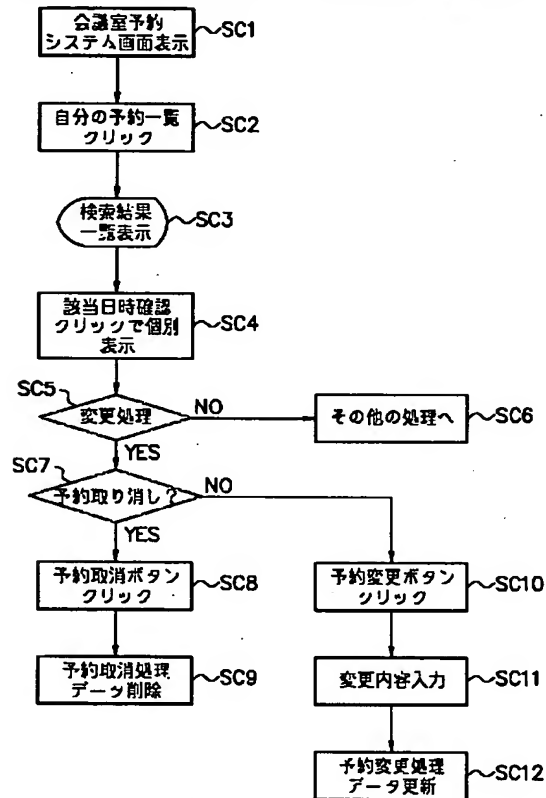 会議室予約
システム画面表示
～SC1
自分の予約一覧
クリック
～SC2
検索結果
一覧表示
～SC3
該当日時確認
クリックで個別
表示
～SC4
SC5
変更処理
NO
その他の処理へ
～SC6
YES
SC7
予約取り消し？
NO
YES
予約取消ボタン
クリック
～SC8
予約変更ボタン
クリック
～SC10
予約取消処理
データ削除
～SC9
変更内容入力
～SC11
予約変更処理
データ更新
～SC12